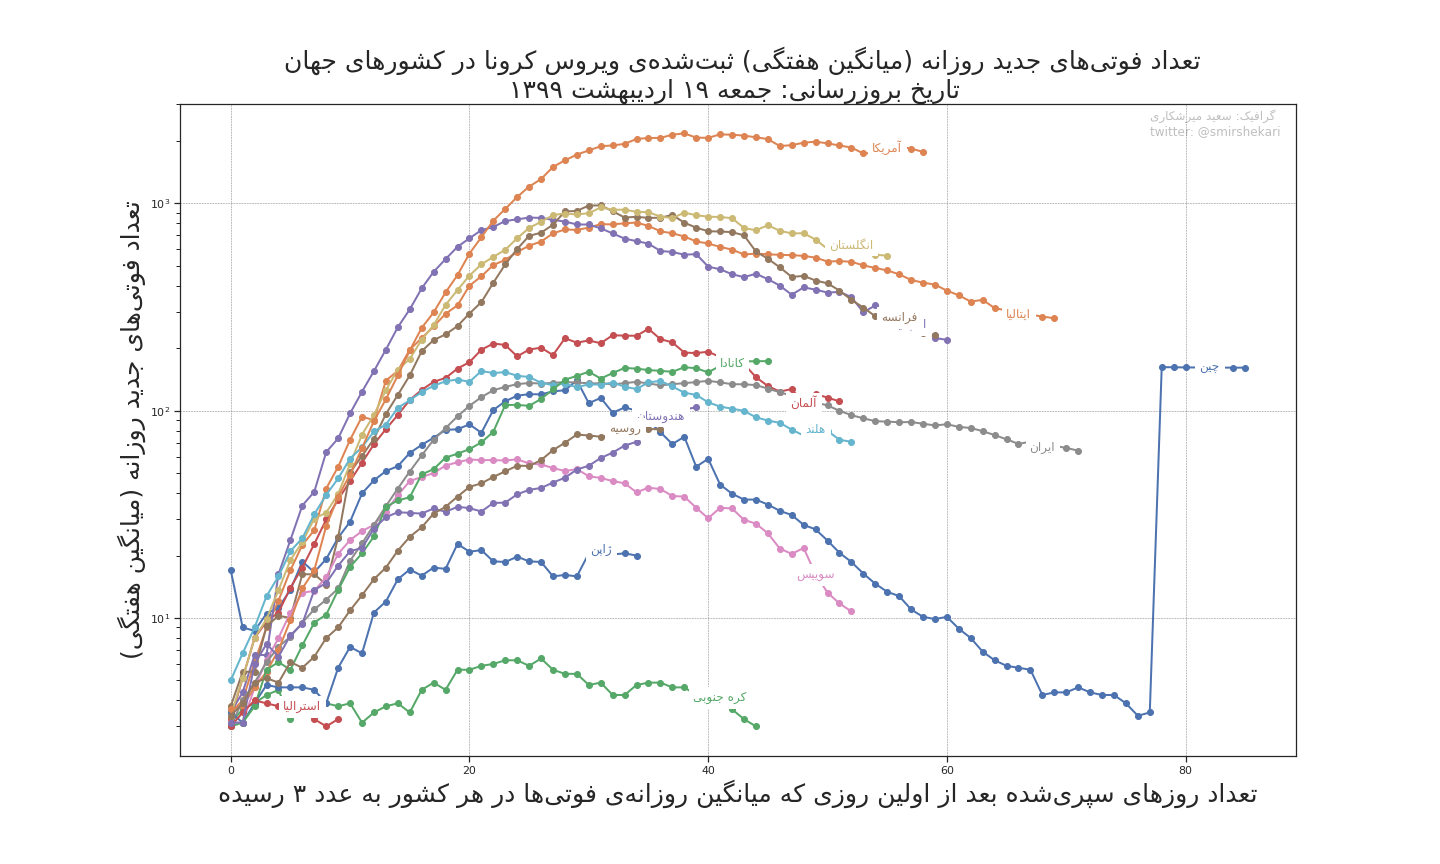 تعداد فوتی‌های جدید روزانه (میانگین هفتگی) ثبت‌شده‌ی ویروس کرونا در کشورهای جهان
تاریخ بروزرسانی: جمعه ۱۹ اردیبهشت ۱۳۹۹
گرافیک: سعید میرشکاری
twitter: @smirshekari
آمریکا
10³
انگلستان
ایتالیا
فرانسه
کانادا
چین
آلمان
10²
هندوستان
روسیه
هلند
ایران
ژاپن
سوییس
10¹
کره جنوبی
استرالیا
0 20 40 60 80
تعداد فوتی‌های جدید روزانه (میانگین هفتگی)
تعداد روزهای سپری‌شده بعد از اولین روزی که میانگین روزانه‌ی فوتی‌ها در هر کشور به عدد ۳ رسیده